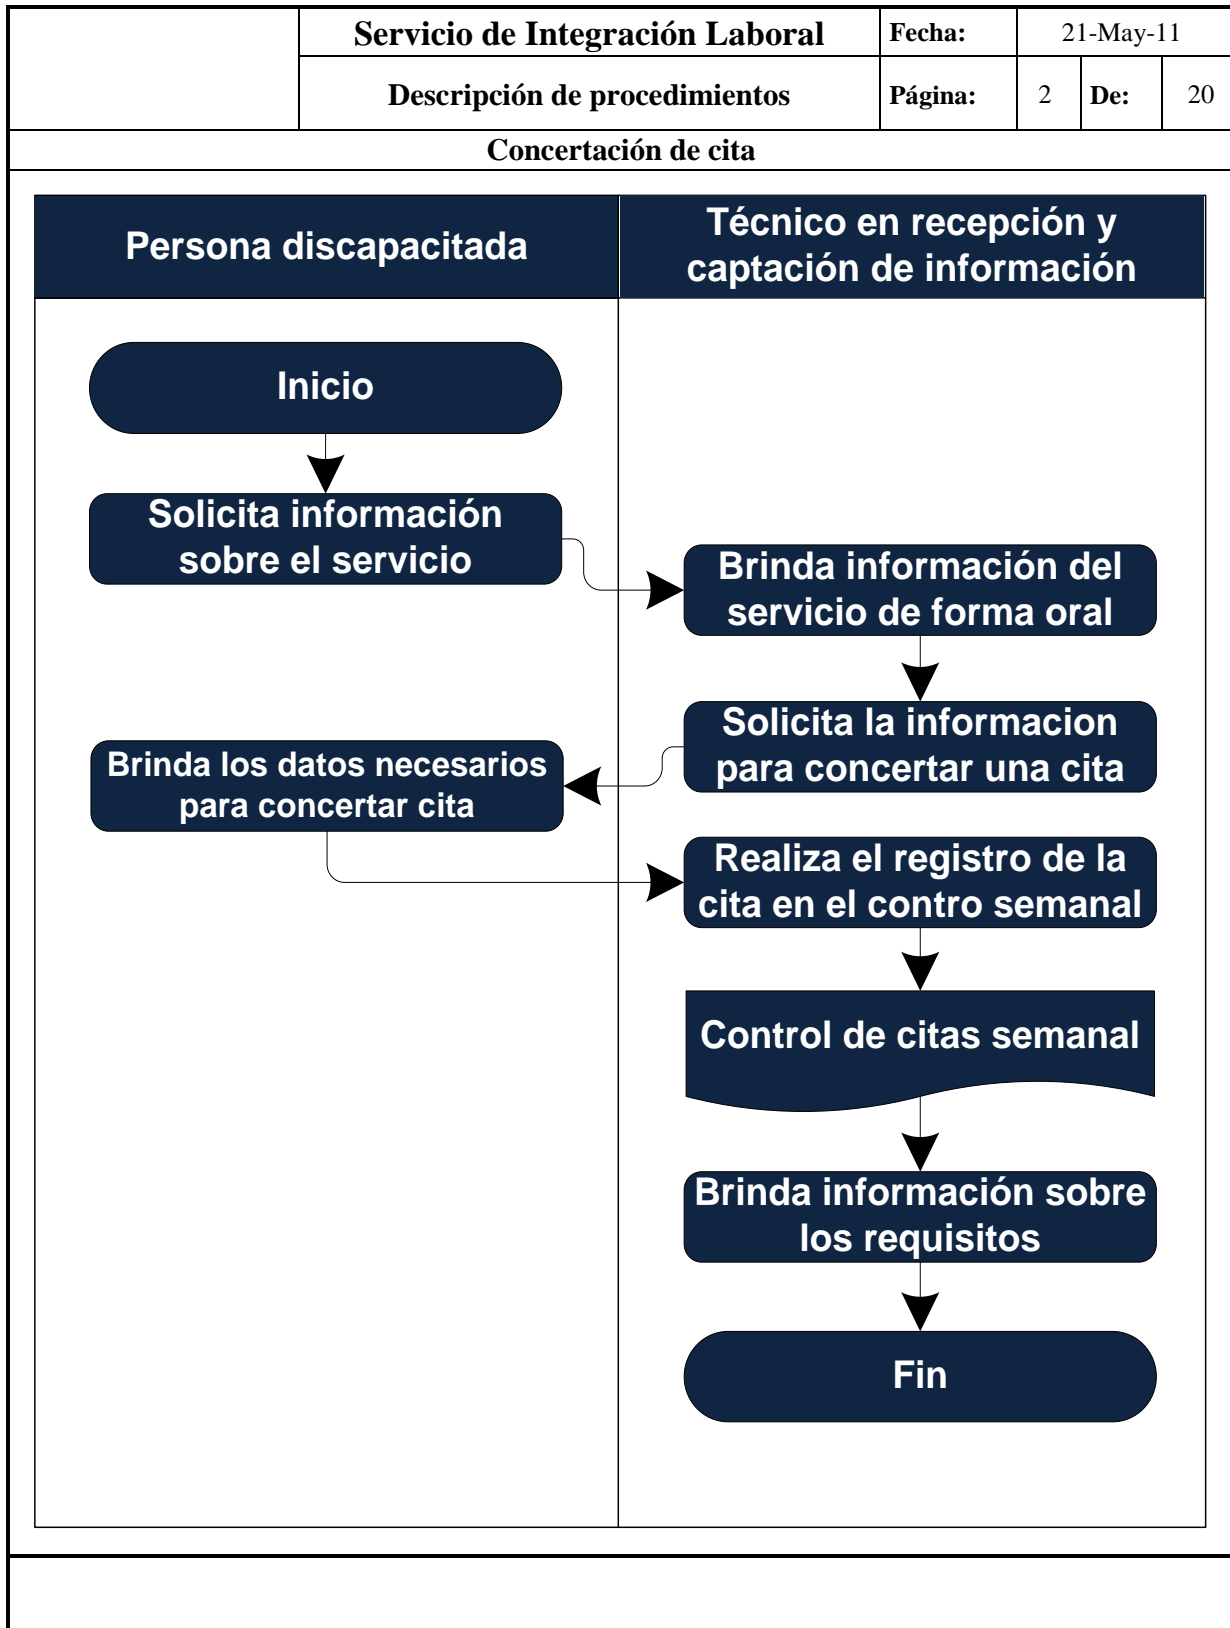 Servicio de Integración Laboral
Fecha:
21-May-11
Descripción de procedimientos
Página:
2
De:
20
Concertación de cita
Persona discapacitada
Técnico en recepción y
captación de información
Inicio
Solicita información
sobre el servicio
Brinda información del
servicio de forma oral
Solicita la informacion
para concertar una cita
Brinda los datos necesarios
para concertar cita
Realiza el registro de la
cita en el contro semanal
Control de citas semanal
Brinda información sobre
los requisitos
Fin